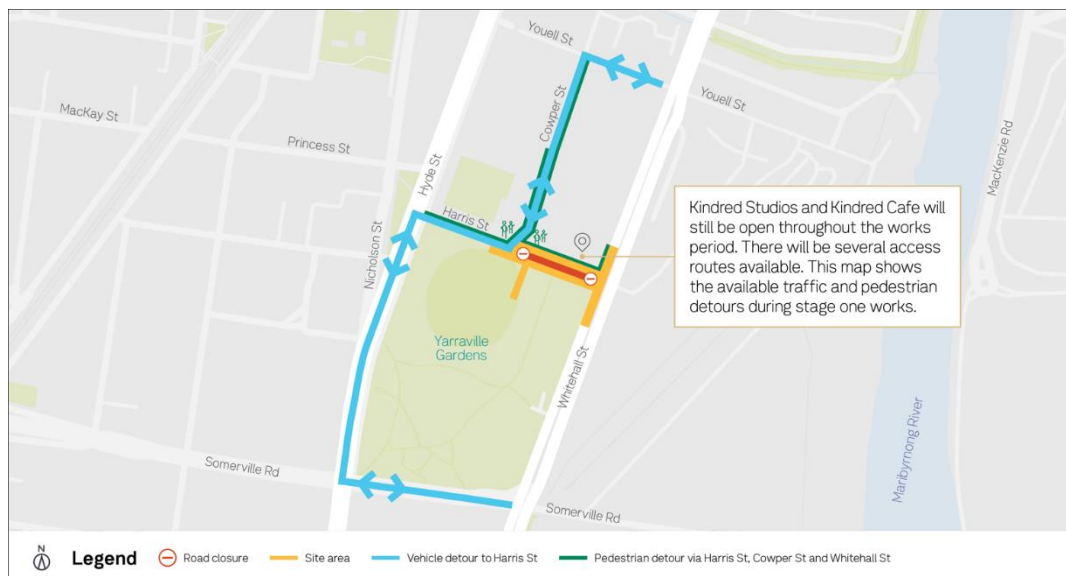 Youell St
Youell St
MacKay St
Princess St
Cowper St
Hyde St
Harris St
Nicholson St
MacKenzie Rd
Kindred Studios and Kindred Cafe will
still be open throughout the works
period. There will be several access
routes available. This map shows
the available traffic and pedestrian
detours during stage one works.
Yarraville
Gardens
Whitehall St
Maribyrnong River
Somerville Rd
Somerville Rd
N
Legend
Road closure
Site area
Vehicle detour to Harris St
Pedestrian detour via Harris St, Cowper St and Whitehall St